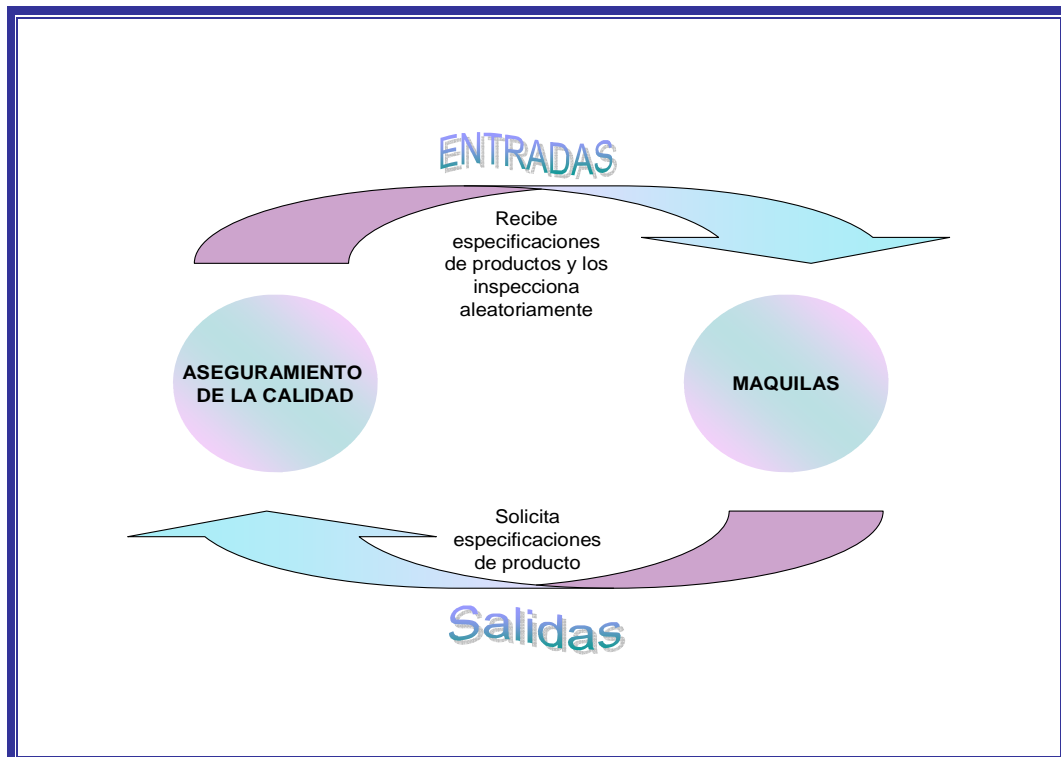 ENTRADAS
Recibe
especificaciones
de productos y los
inspecciona
aleatoriamente
ASEGURAMIENTO
DE LA CALIDAD
MAQUILAS
Solicita
especificaciones
de producto
Salidas